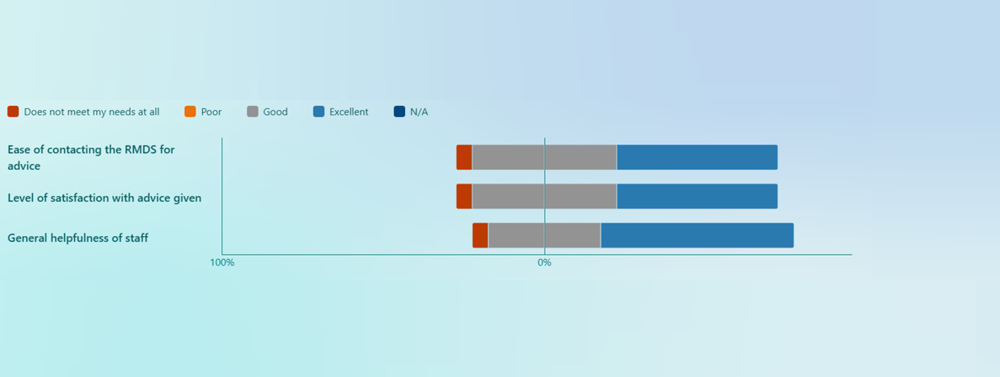 Does not meet my needs at all Poor Good Excellent N/A
Ease of contacting the RMDS for
advice
Level of satisfaction with advice given
General helpfulness of staff
100% 0%